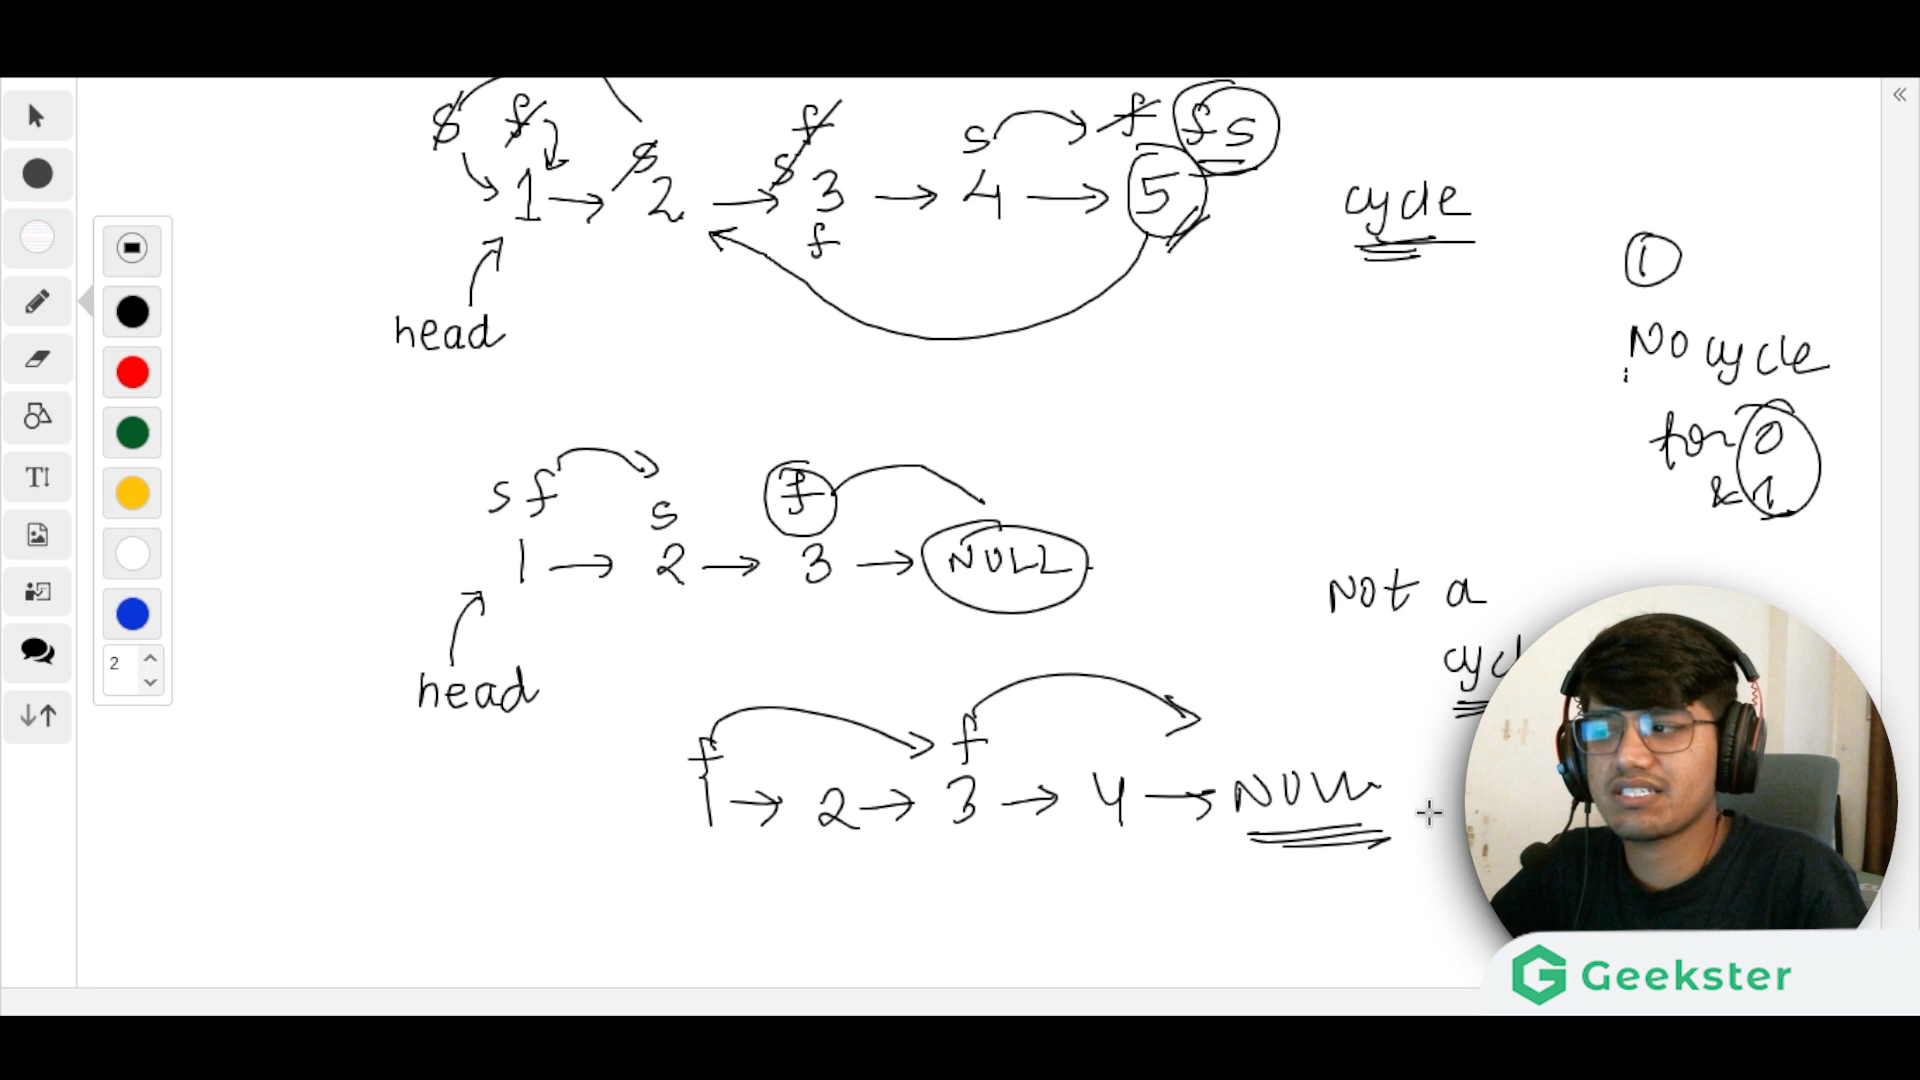 s f f s f f s
s
1 → 2 → 3 → 4 → 5
f
cycle
head
1
No cycle
for 0
& 1
s f s f
1 → 2 → 3 → NULL
Not a
head
f f
1 → 2 → 3 → 4 → NULL
T
2
Geekster